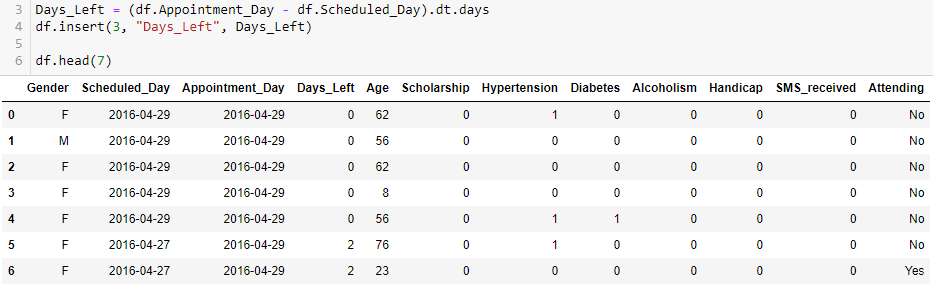 3 Days_Left = (df.Appointment_Day - df.Scheduled_Day).dt.days
4 df.insert(3, "Days_Left", Days_Left)
5
6 df.head(7)
Gender Scheduled_Day Appointment_Day Days_Left Age Scholarship Hypertension Diabetes Alcoholism Handicap SMS_received Attending
0 F 2016-04-29 2016-04-29 0 62 0 1 0 0 0 0 No
1 M 2016-04-29 2016-04-29 0 56 0 0 0 0 0 0 No
2 F 2016-04-29 2016-04-29 0 62 0 0 0 0 0 0 No
3 F 2016-04-29 2016-04-29 0 8 0 0 0 0 0 0 No
4 F 2016-04-29 2016-04-29 0 56 0 1 1 0 0 0 No
5 F 2016-04-27 2016-04-29 2 76 0 1 0 0 0 0 No
6 F 2016-04-27 2016-04-29 2 23 0 0 0 0 0 0 Yes